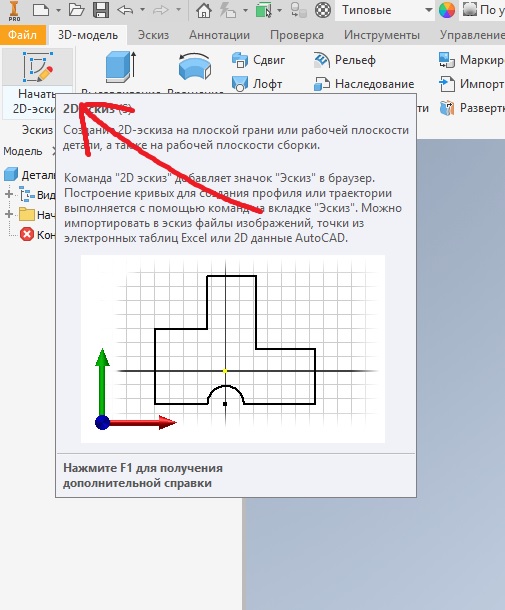 PRO
Типовые
По у
Файл
3D-модель
Эскиз
Аннотации
Проверка
Инструменты
Управление
Начать
2D-эскиз
Сдвиг
Лофт
Рельеф
Наследование
Маркир
Импорт
Развертк
Эскиз
Модель
Деталь
Вид
Нач
Кон
2D-эскиз (S)
Создание 2D-эскиза на плоской грани или рабочей плоскости
детали, а также на рабочей плоскости сборки.
Команда "2D эскиз" добавляет значок "Эскиз" в браузер.
Построение кривых для создания профиля или траектории
выполняется с помощью команд на вкладке "Эскиз". Можно
импортировать в эскиз файлы изображений, точки из
электронных таблиц Excel или 2D данные AutoCAD.
Нажмите F1 для получения
дополнительной справки